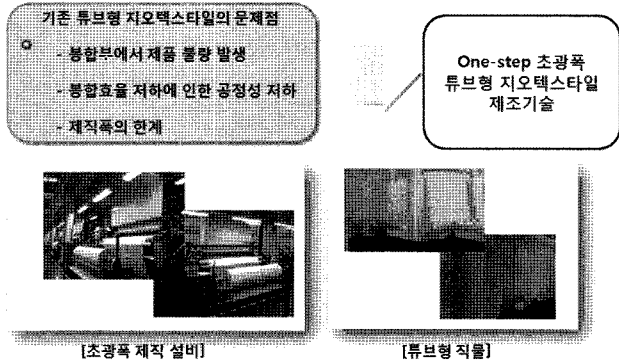 기존 튜브형 지오텍스타일의 문제점
- 봉합부에서 제품 불량 발생
- 봉합효율 저하에 인한 공정성 저하
- 제직폭의 한계
One-step 초광폭
튜브형 지오텍스타일
제조기술
[초광폭 제직 설비]
[튜브형 직물]